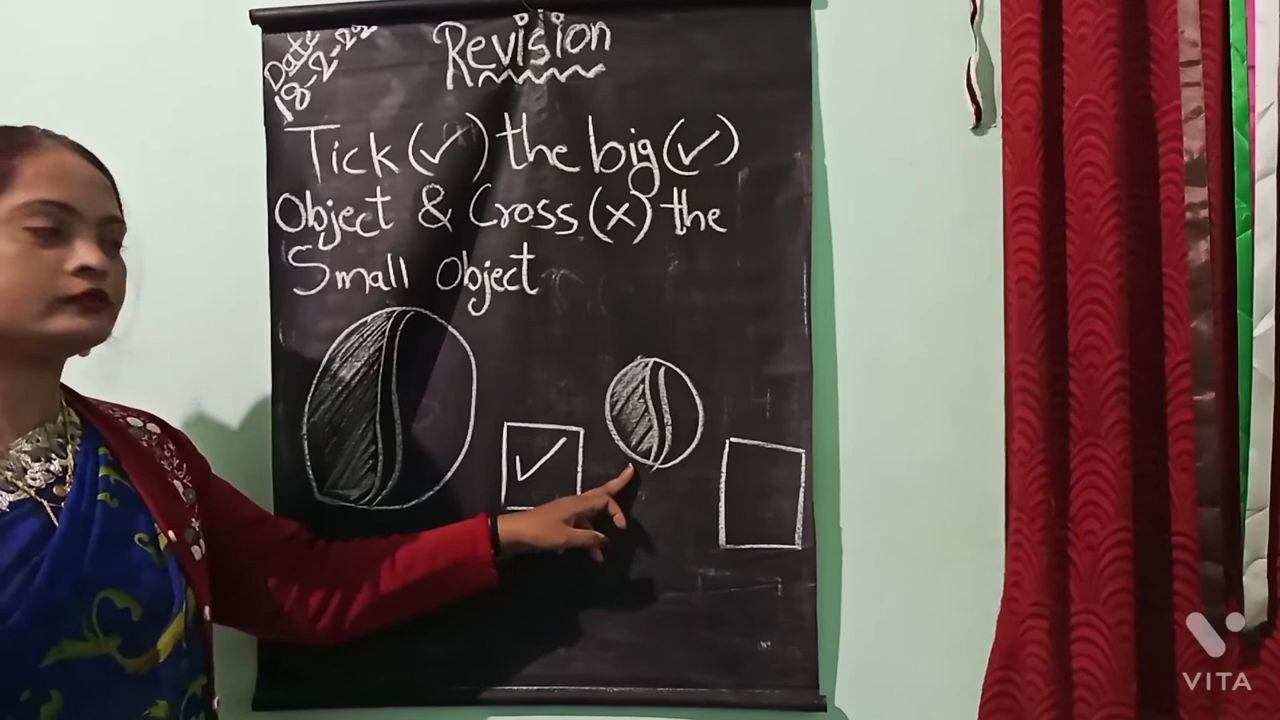 Date
18-2-22
Revision
Tick (✓) the big (✓)
Object & Cross (x) the
Small Object
✓
VITA